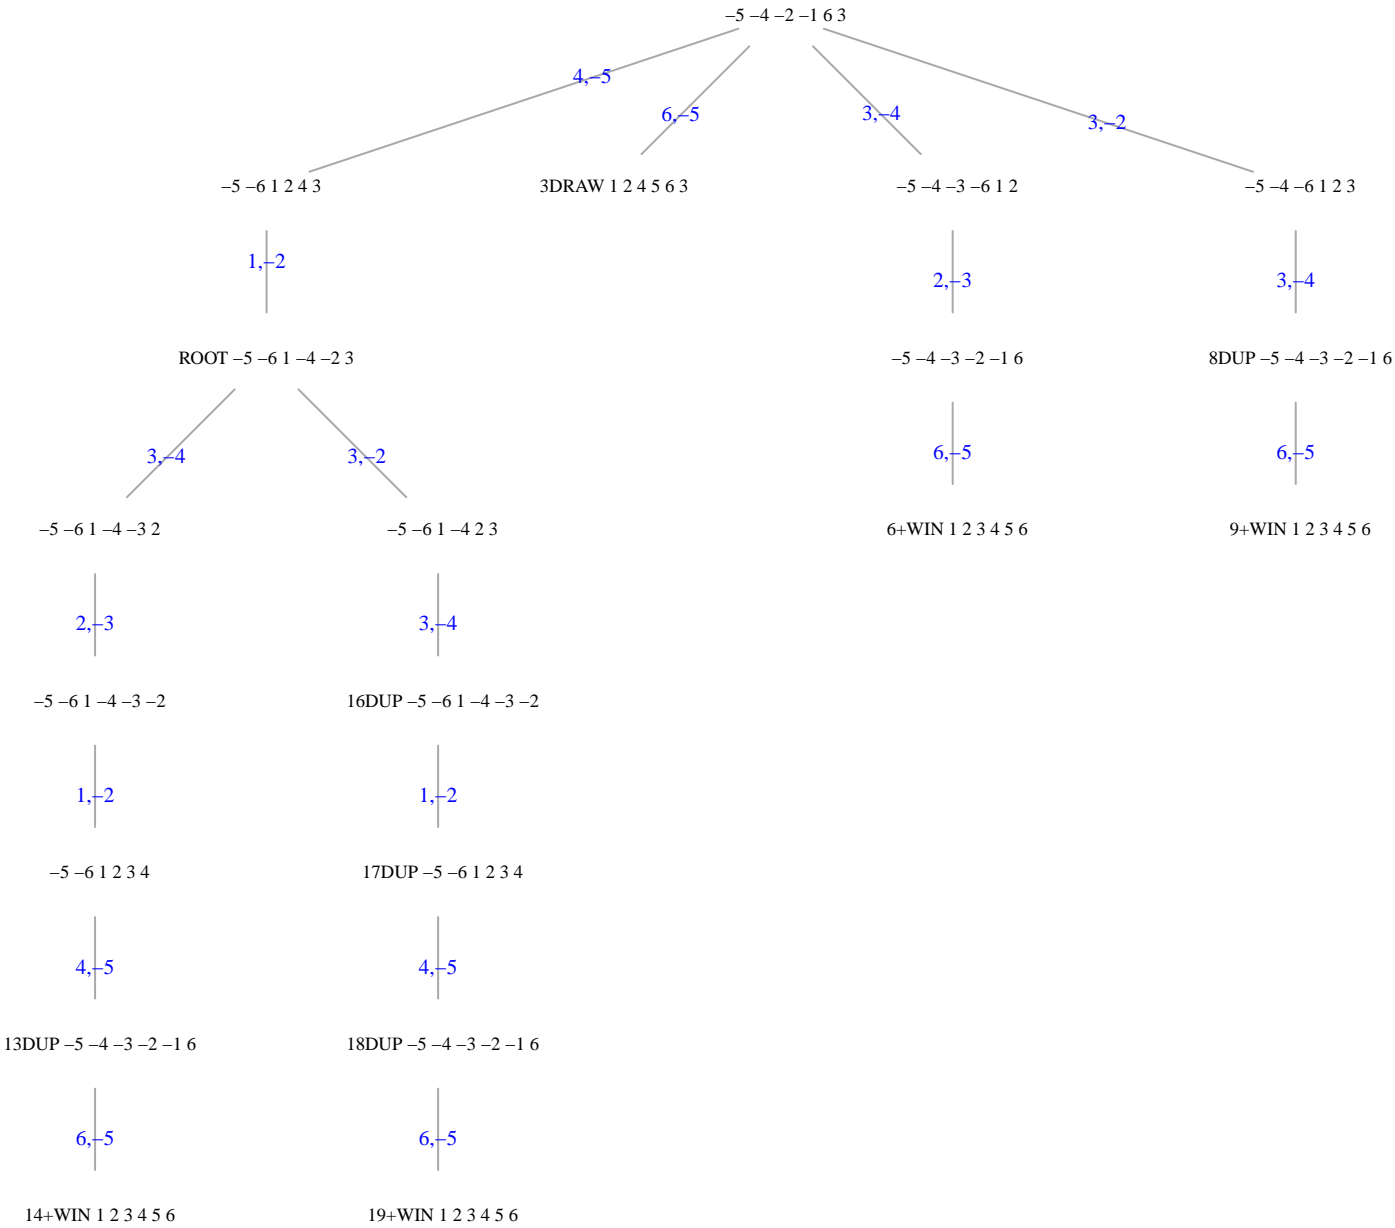 –5 –4 –2 –1 6 3
4,–5
6,–5
3,–4
3,–2
–5 –6 1 2 4 3
3DRAW 1 2 4 5 6 3
–5 –4 –3 –6 1 2
–5 –4 –6 1 2 3
1,–2
2,–3
3,–4
ROOT –5 –6 1 –4 –2 3
–5 –4 –3 –2 –1 6
8DUP –5 –4 –3 –2 –1 6
3,–4
3,–2
6,–5
6,–5
–5 –6 1 –4 –3 2
–5 –6 1 –4 2 3
6+WIN 1 2 3 4 5 6
9+WIN 1 2 3 4 5 6
2,–3
3,–4
–5 –6 1 –4 –3 –2
16DUP –5 –6 1 –4 –3 –2
1,–2
1,–2
–5 –6 1 2 3 4
17DUP –5 –6 1 2 3 4
4,–5
4,–5
13DUP –5 –4 –3 –2 –1 6
18DUP –5 –4 –3 –2 –1 6
6,–5
6,–5
14+WIN 1 2 3 4 5 6
19+WIN 1 2 3 4 5 6